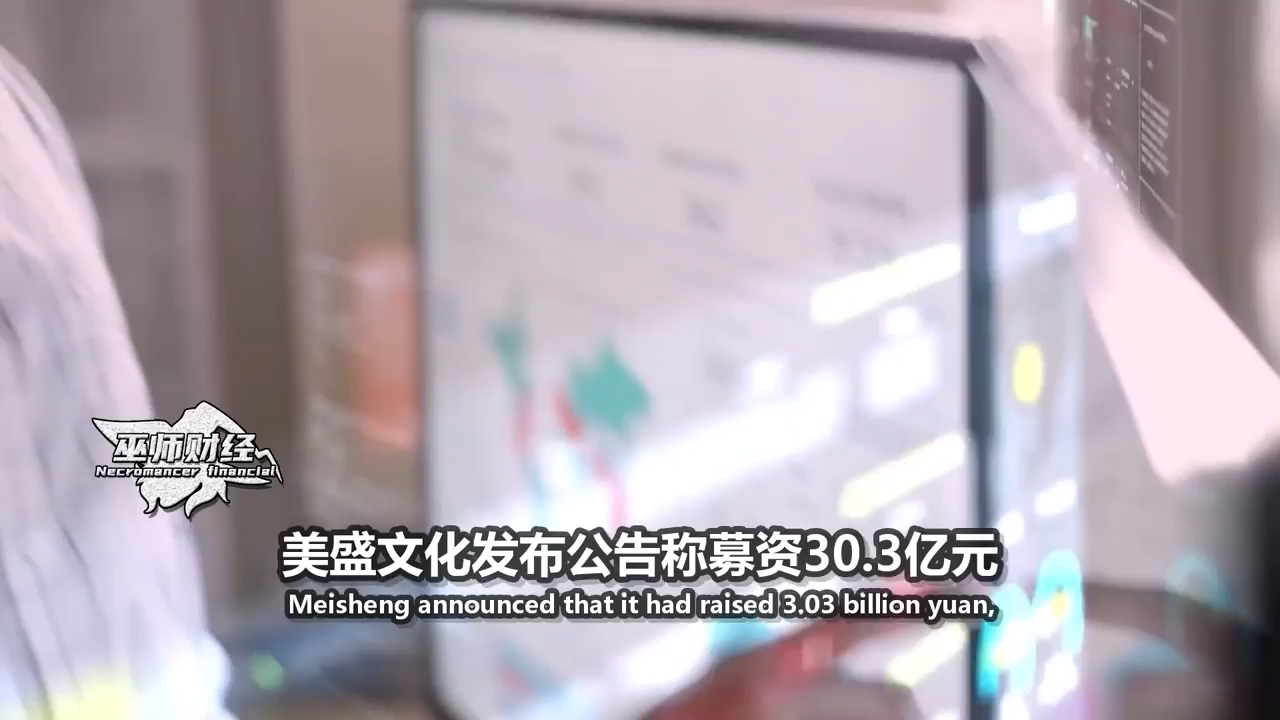 巫师财经
Necromancer financial
美盛文化发布公告称募资30.3亿元
Meisheng announced that it had raised 3.03 billion yuan,